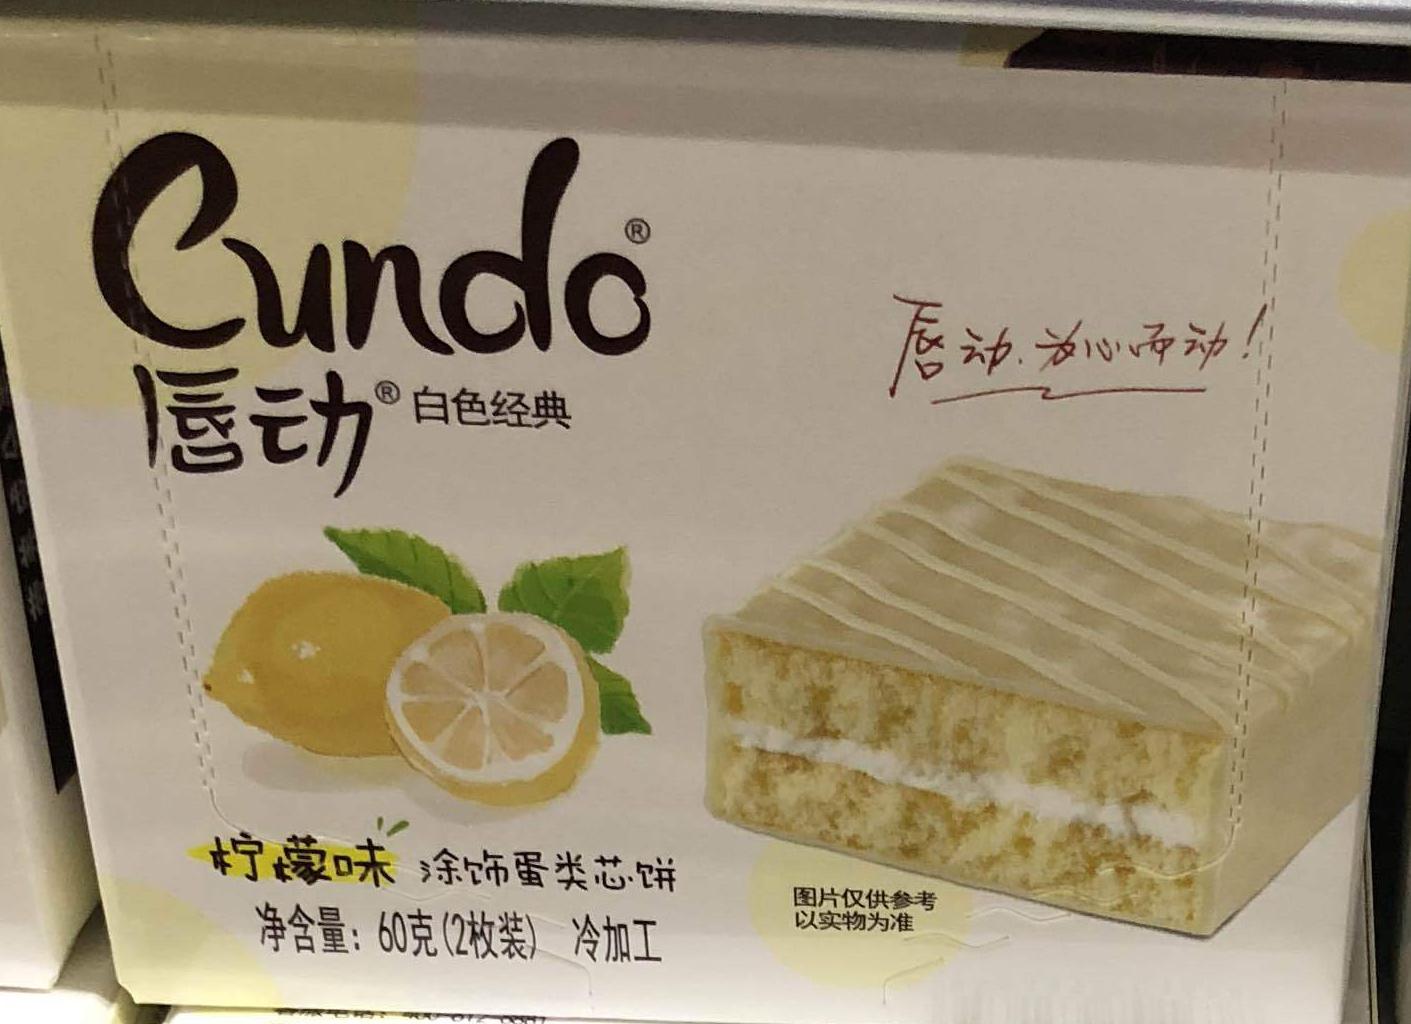 Cundo®
唇动® 白色经典
唇动.为心而动!
柠檬味 涂饰蛋类芯饼
净含量：60克(2枚装) 冷加工
图片仅供参考
以实物为准